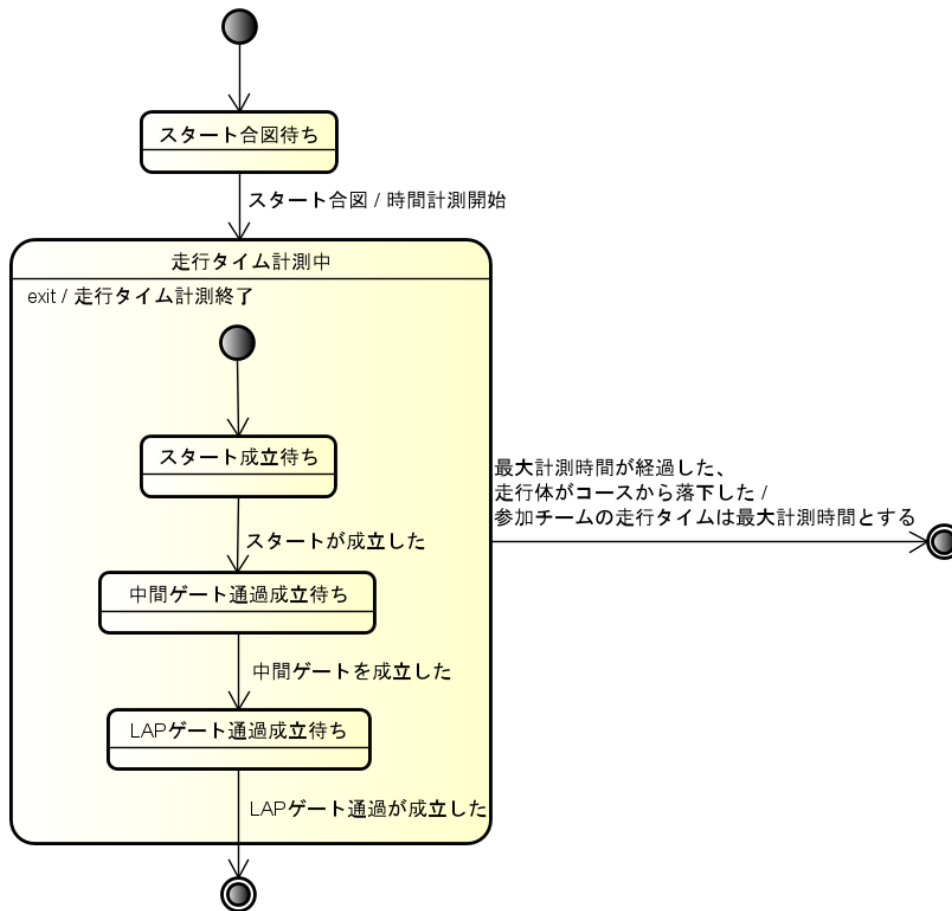 スタート合図待ち
スタート合図 / 時間計測開始
走行タイム計測中
exit / 走行タイム計測終了
スタート成立待ち
最大計測時間が経過した、
走行体がコースから落下した /
参加チームの走行タイムは最大計測時間とする
スタートが成立した
中間ゲート通過成立待ち
中間ゲートを成立した
LAPゲート通過成立待ち
LAPゲート通過が成立した